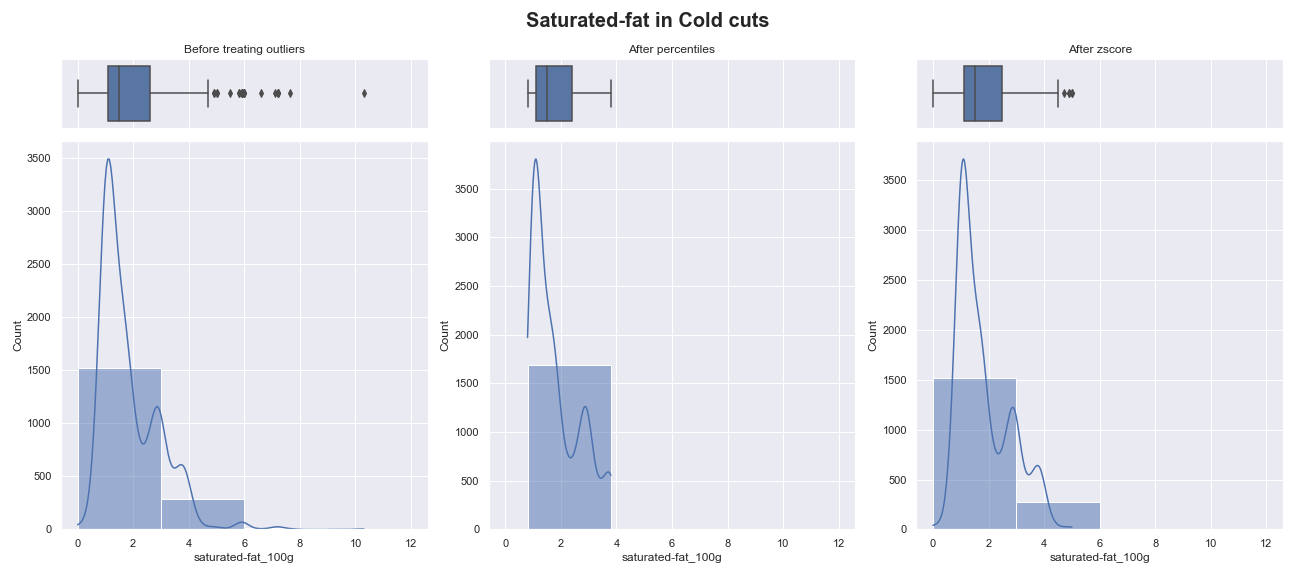 Saturated-fat in Cold cuts
Before treating outliers
After percentiles
After zscore
3500
3000
2500
2000
1500
1000
500
0
Count
0 2 4 6 8 10 12
saturated-fat_100g
3500
3000
2500
2000
1500
1000
500
0
Count
0 2 4 6 8 10 12
saturated-fat_100g
3500
3000
2500
2000
1500
1000
500
0
Count
0 2 4 6 8 10 12
saturated-fat_100g